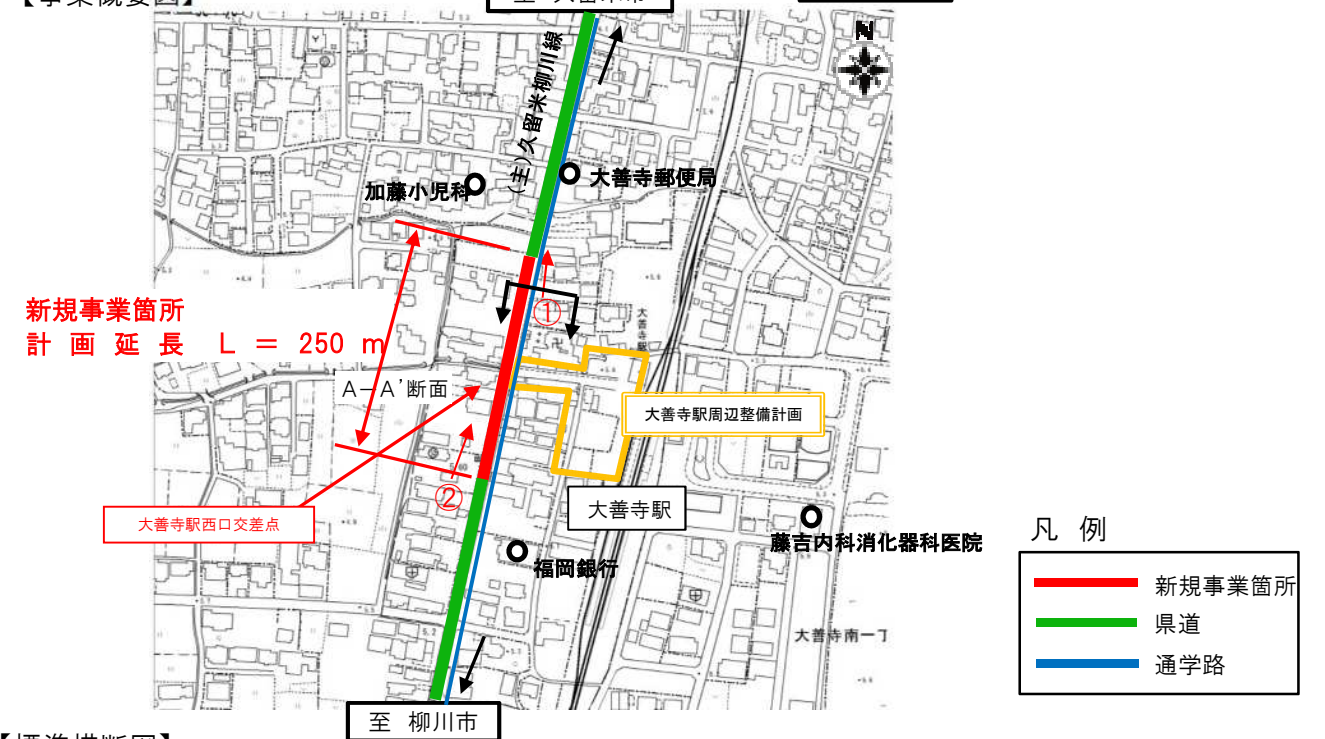 【事業概要図】
至 久留米市
N
(主)久留米柳川線
加藤小児科
大善寺郵便局
新規事業箇所
計画延長 L = 250 m
①
A-A'断面
大善寺駅周辺整備計画
②
大善寺駅西口交差点
大善寺駅
藤吉内科消化器科医院
福岡銀行
大善寺南一丁
至 柳川市
凡 例
新規事業箇所
県道
通学路
【標準横断図】